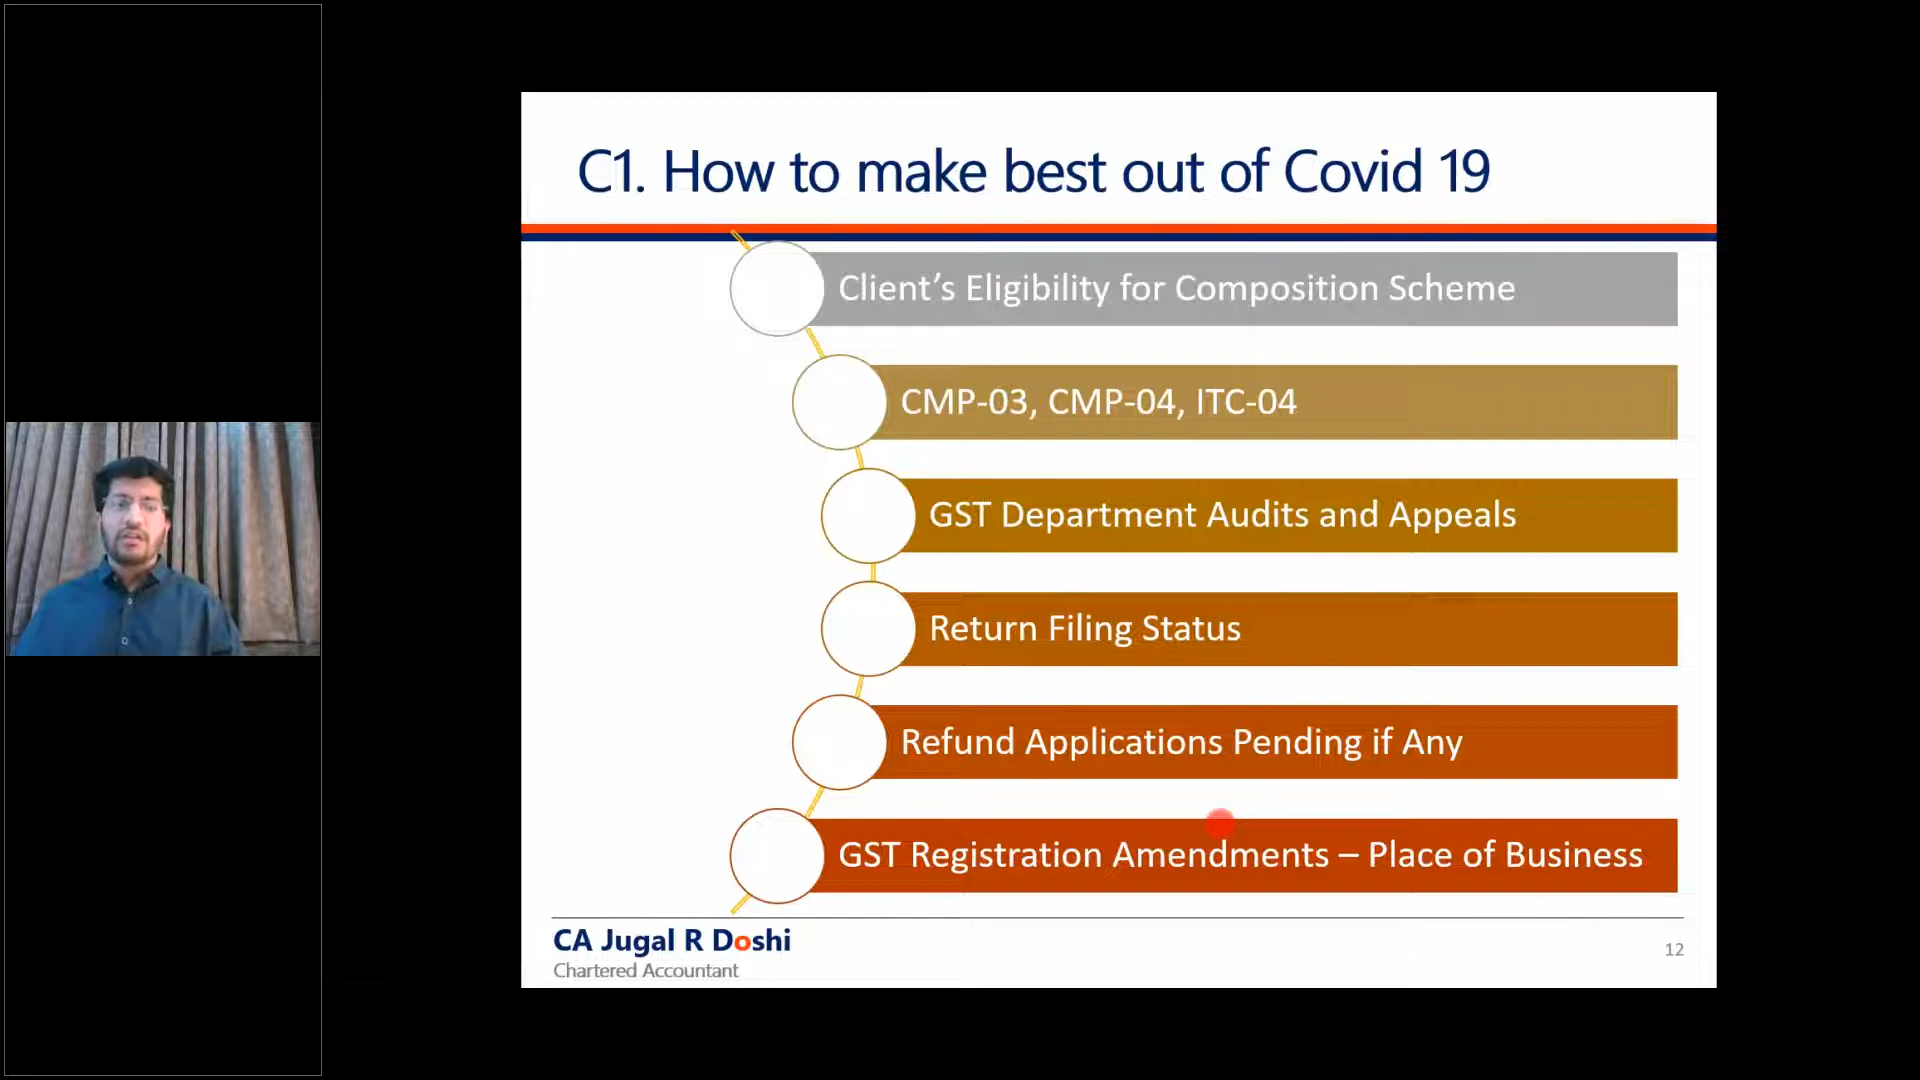 C1. How to make best out of Covid 19
Client’s Eligibility for Composition Scheme
CMP-03, CMP-04, ITC-04
GST Department Audits and Appeals
Return Filing Status
Refund Applications Pending if Any
GST Registration Amendments – Place of Business
CA Jugal R Doshi
Chartered Accountant
12